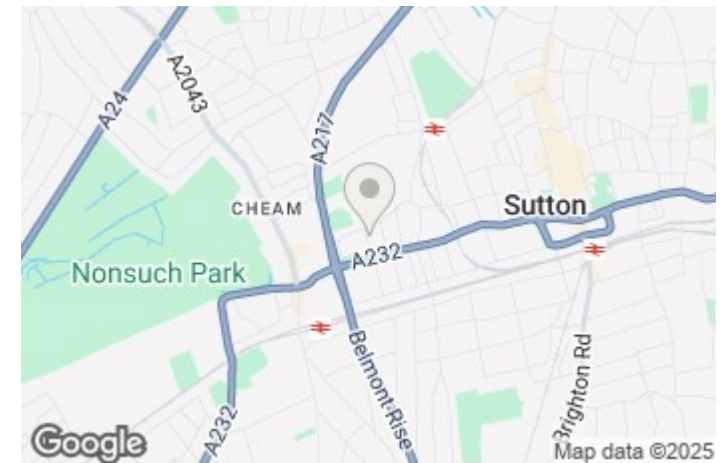 A24
A2043
A217
CHEAM
Sutton
A232
Nonsuch Park
Belmont Rise
Brighton Rd
A232
Google
Map data ©2025